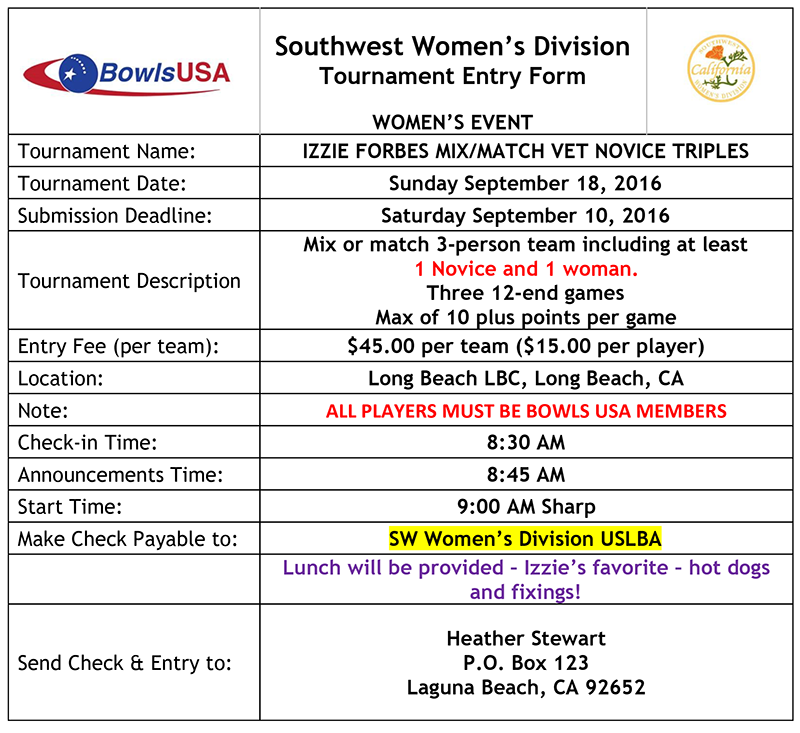 BowlsUSA
Southwest Women's Division
Tournament Entry Form
WOMEN'S EVENT
SOUTHWEST
California
WOMEN'S DIVISION
Tournament Name: IZZIE FORBES MIX/MATCH VET NOVICE TRIPLES
Tournament Date: Sunday September 18, 2016
Submission Deadline: Saturday September 10, 2016
Tournament Description
Mix or match 3-person team including at least
1 Novice and 1 woman.
Three 12-end games
Max of 10 plus points per game
Entry Fee (per team): $45.00 per team ($15.00 per player)
Location: Long Beach LBC, Long Beach, CA
Note: ALL PLAYERS MUST BE BOWLS USA MEMBERS
Check-in Time: 8:30 AM
Announcements Time: 8:45 AM
Start Time: 9:00 AM Sharp
Make Check Payable to: SW Women's Division USLBA
Lunch will be provided – Izzie's favorite – hot dogs
and fixings!
Send Check & Entry to:
Heather Stewart
P.O. Box 123
Laguna Beach, CA 92652